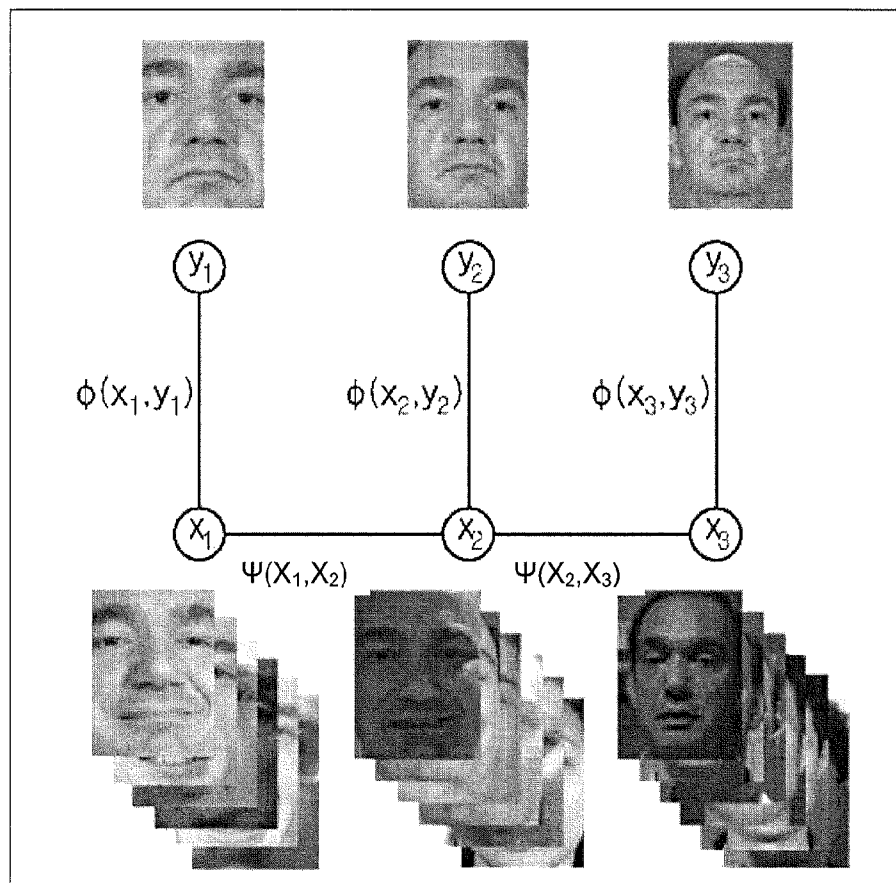 y₁ y₂ y₃
ϕ(x₁,y₁) ϕ(x₂,y₂) ϕ(x₃,y₃)
x₁ x₂ x₃
Ψ(X₁,X₂) Ψ(X₂,X₃)